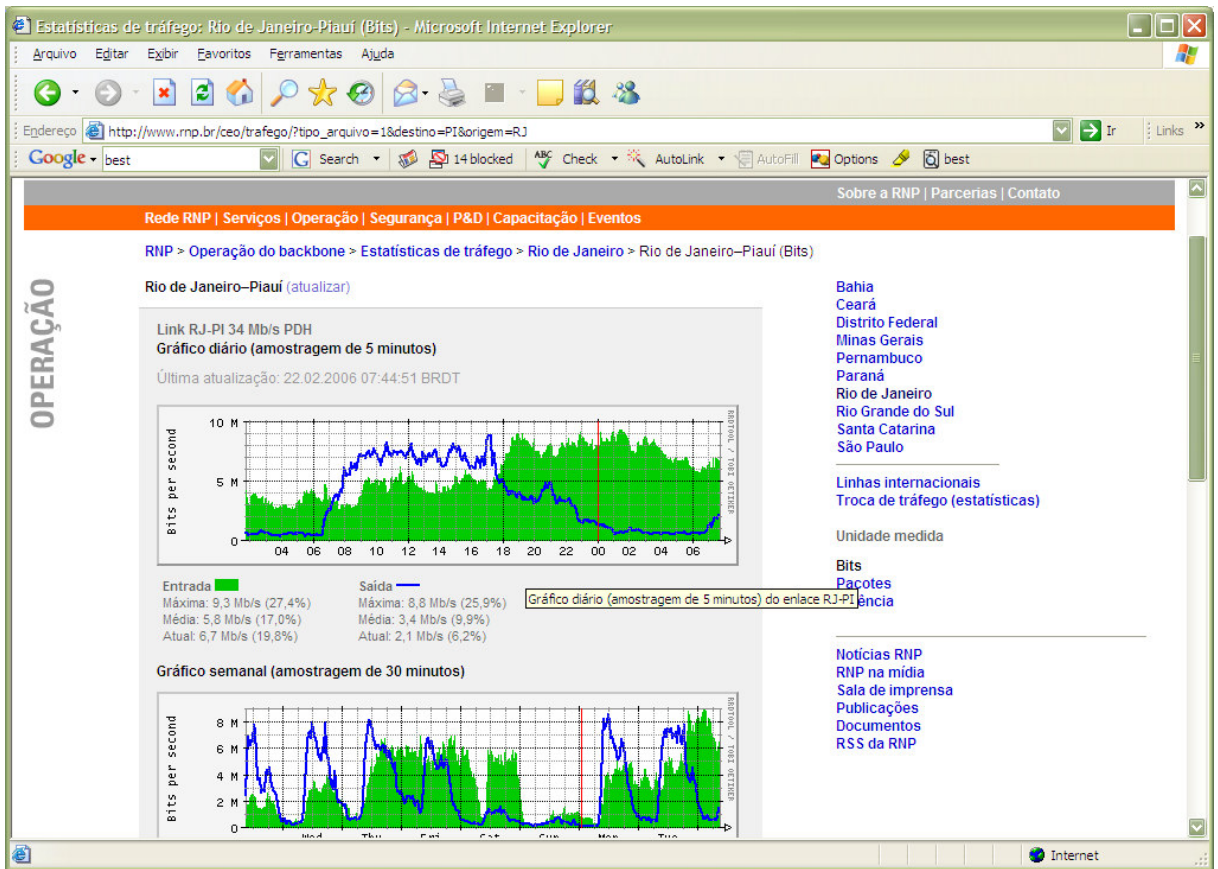 Estatísticas de tráfego: Rio de Janeiro-Piauí (Bits) - Microsoft Internet Explorer
Arquivo Editar Exibir Favoritos Ferramentas Ajuda
Endereço http://www.rnp.br/ceo/trafego/?tipo_arquivo=1&destino=PI&origem=RJ Ir Links »
Google best Search 14 blocked ABC Check AutoLink AutoFill Options best
Sobre a RNP | Parcerias | Contato
Rede RNP | Serviços | Operação | Segurança | P&D | Capacitação | Eventos
RNP > Operação do backbone > Estatísticas de tráfego > Rio de Janeiro > Rio de Janeiro–Piauí (Bits)
OPERAÇÃO
Rio de Janeiro–Piauí (atualizar)
Link RJ-PI 34 Mb/s PDH
Gráfico diário (amostragem de 5 minutos)
Última atualização: 22.02.2006 07:44:51 BRDT
Bits per second
10 M
5 M
0
04 06 08 10 12 14 16 18 20 22 00 02 04 06
RRDTOOL / TOBI OETIKER
Entrada
Máxima: 9,3 Mb/s (27,4%)
Média: 5,8 Mb/s (17,0%)
Atual: 6,7 Mb/s (19,8%)
Saída
Máxima: 8,8 Mb/s (25,9%)
Média: 3,4 Mb/s (9,9%)
Atual: 2,1 Mb/s (6,2%)
Gráfico diário (amostragem de 5 minutos) do enlace RJ-PI
Gráfico semanal (amostragem de 30 minutos)
Bits per second
8 M
6 M
4 M
2 M
0
Wed Thu Fri Sat Sun Mon Tue
RRDTOOL / TOBI OETIKER
Bahia
Ceará
Distrito Federal
Minas Gerais
Pernambuco
Paraná
Rio de Janeiro
Rio Grande do Sul
Santa Catarina
São Paulo
Linhas internacionais
Troca de tráfego (estatísticas)
Unidade medida
Bits
Pacotes
ência
Notícias RNP
RNP na mídia
Sala de imprensa
Publicações
Documentos
RSS da RNP
Internet